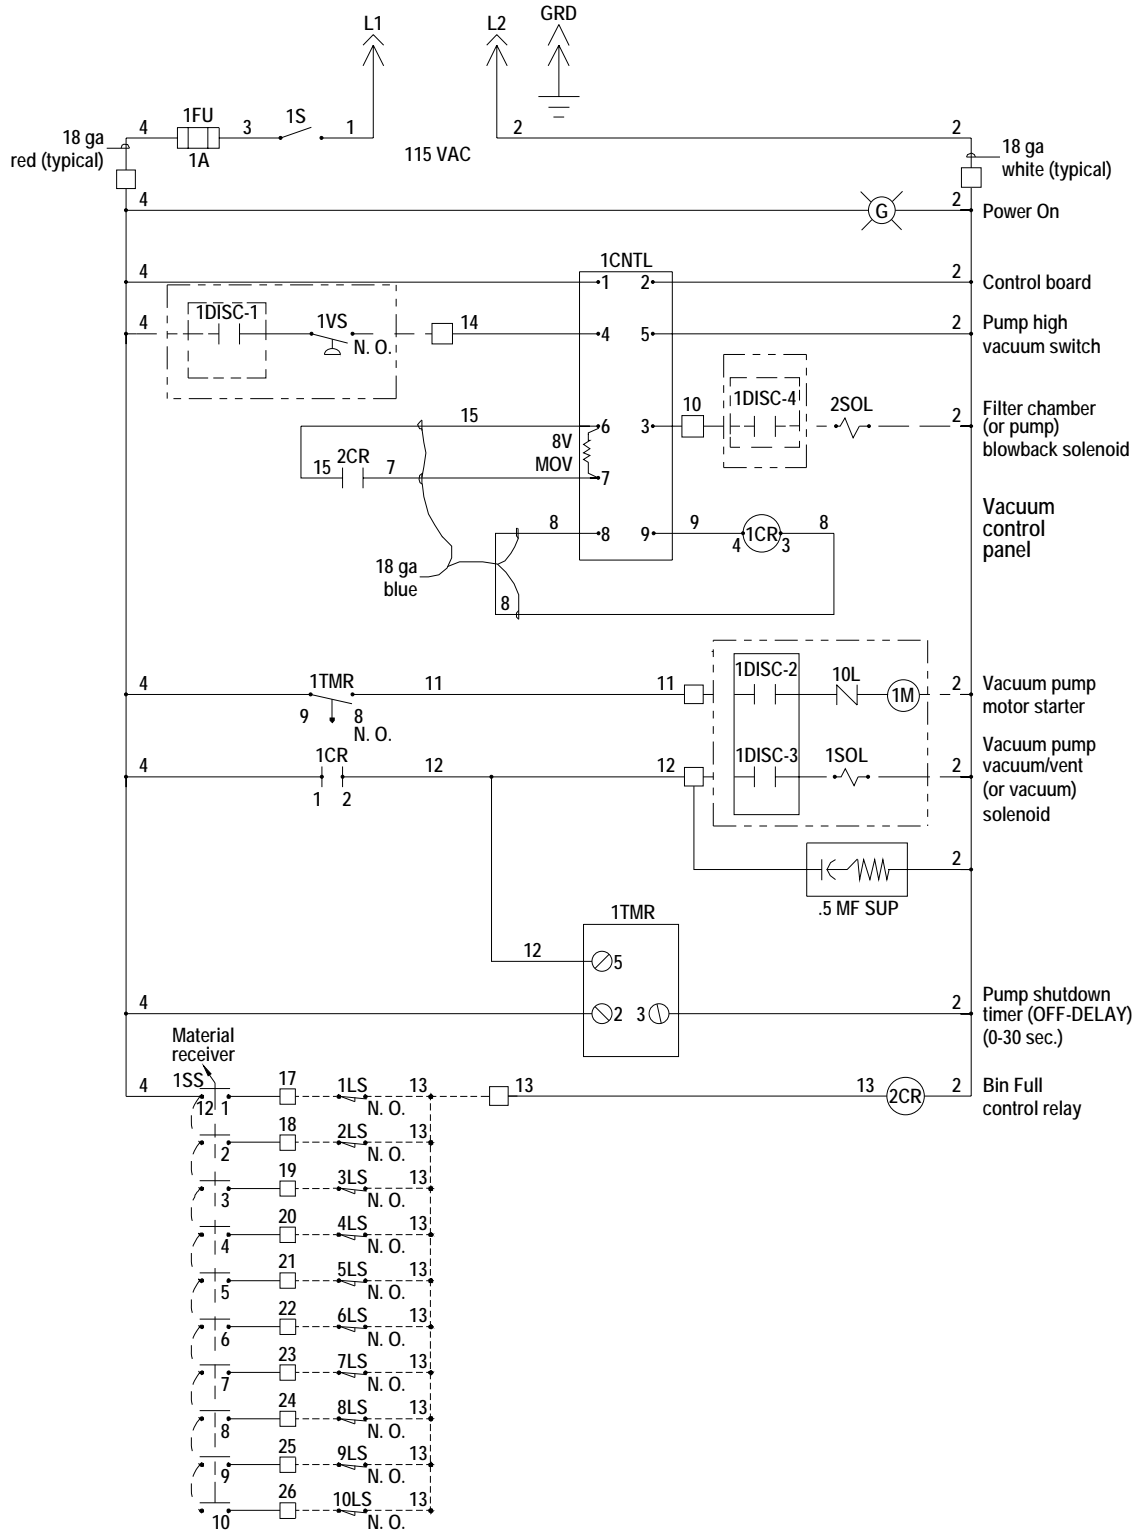 L1
L2
GRD
4
1FU
3
1S
1
2
2
18 ga
red (typical)
1A
115 VAC
18 ga
white (typical)
4
G
2
Power On
1CNTL
4
1
2
2
Control board
1DISC-1
4
1VS
N. O.
14
4
5
2
Pump high
vacuum switch
15
6
8V
MOV
3
10
1DISC-4
2SOL
2
Filter chamber
(or pump)
blowback solenoid
2CR
15
7
7
Vacuum
control
panel
8
8
9
9
1CR
4
3
8
18 ga
blue
8
1DISC-2
10L
4
1TMR
11
11
1M
2
Vacuum pump
motor starter
9
8
N. O.
1CR
4
12
12
1DISC-3
1SOL
2
Vacuum pump
vacuum/vent
(or vacuum)
solenoid
1
2
2
.5 MF SUP
1TMR
12
5
4
2
3
2
Pump shutdown
timer (OFF-DELAY)
(0-30 sec.)
Material
receiver
4
1SS
12
1
17
1LS
N. O.
13
13
13
2CR
2
Bin Full
control relay
2
18
2LS
N. O.
13
3
19
3LS
N. O.
13
4
20
4LS
N. O.
13
5
21
5LS
N. O.
13
6
22
6LS
N. O.
13
7
23
7LS
N. O.
13
8
24
8LS
N. O.
13
9
25
9LS
N. O.
13
10
26
10LS
N. O.
13